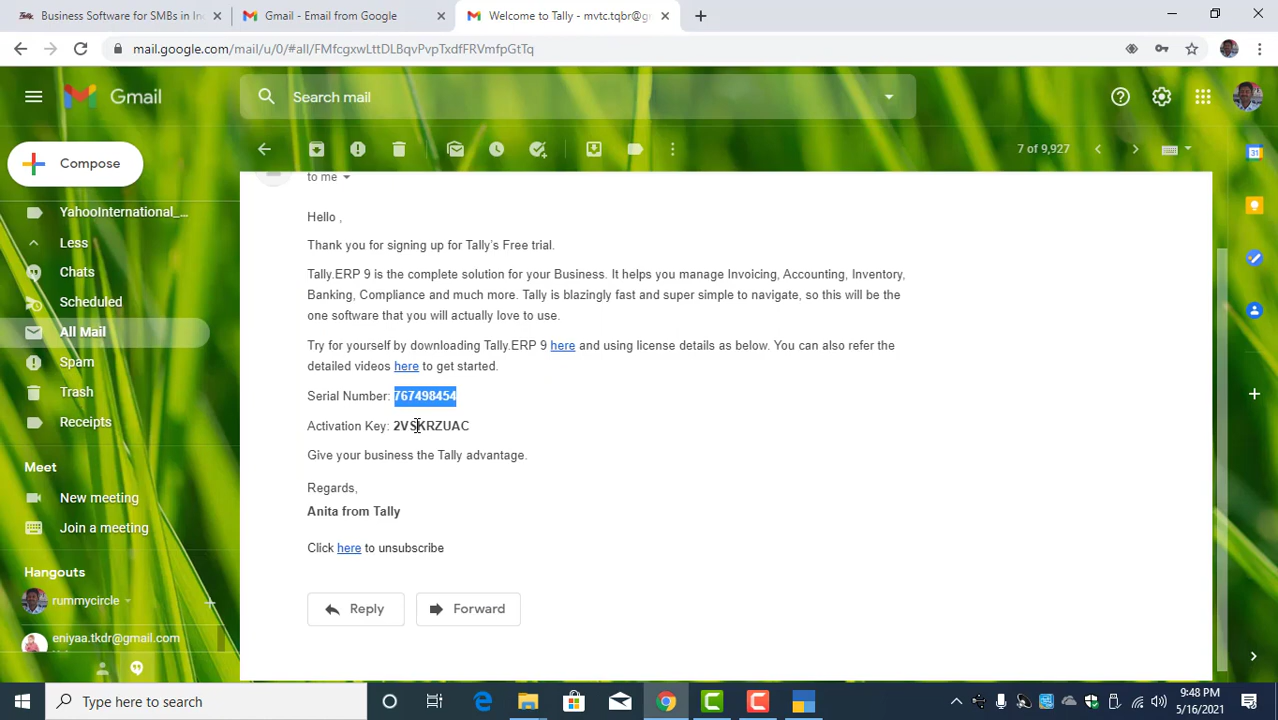 Business Software for SMBs in In
Gmail - Email from Google
Welcome to Tally - mvtc.tqbr@g
mail.google.com/mail/u/0/#all/FMfcgxwLttDLBqvPvpTxdfFRVmfpGtTq
Gmail
Search mail
Compose
7 of 9,927
31
YahooInternational_...
Less
Chats
Scheduled
All Mail
Spam
Trash
Receipts
Meet
New meeting
Join a meeting
Hangouts
rummycircle
eniyaa.tkdr@gmail.com
to me
Hello ,
Thank you for signing up for Tally's Free trial.
Tally.ERP 9 is the complete solution for your Business. It helps you manage Invoicing, Accounting, Inventory,
Banking, Compliance and much more. Tally is blazingly fast and super simple to navigate, so this will be the
one software that you will actually love to use.
Try for yourself by downloading Tally.ERP 9 here and using license details as below. You can also refer the
detailed videos here to get started.
Serial Number: 767498454
Activation Key: 2VSKRZUAC
Give your business the Tally advantage.
Regards,
Anita from Tally
Click here to unsubscribe
Reply
Forward
Type here to search
9:48 PM
5/16/2021